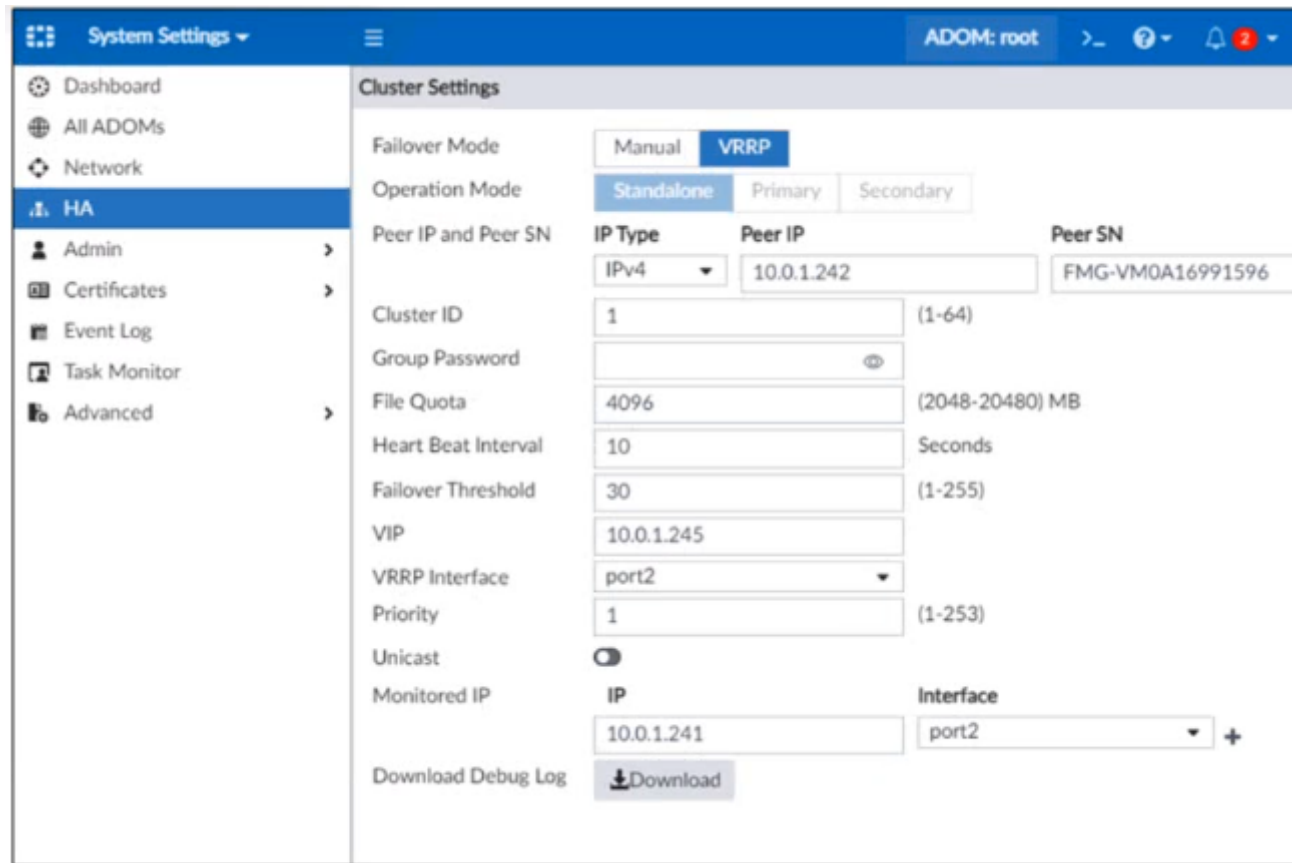 System Settings
ADOM: root
>_
?
2
Dashboard
All ADOMs
Network
HA
Admin
Certificates
Event Log
Task Monitor
Advanced
Cluster Settings
Failover Mode Manual VRRP
Operation Mode Standalone Primary Secondary
Peer IP and Peer SN IP Type Peer IP Peer SN
IPv4 10.0.1.242 FMG-VM0A16991596
Cluster ID 1 (1-64)
Group Password
File Quota 4096 (2048-20480) MB
Heart Beat Interval 10 Seconds
Failover Threshold 30 (1-255)
VIP 10.0.1.245
VRRP Interface port2
Priority 1 (1-253)
Unicast
Monitored IP IP Interface
10.0.1.241 port2 +
Download Debug Log Download